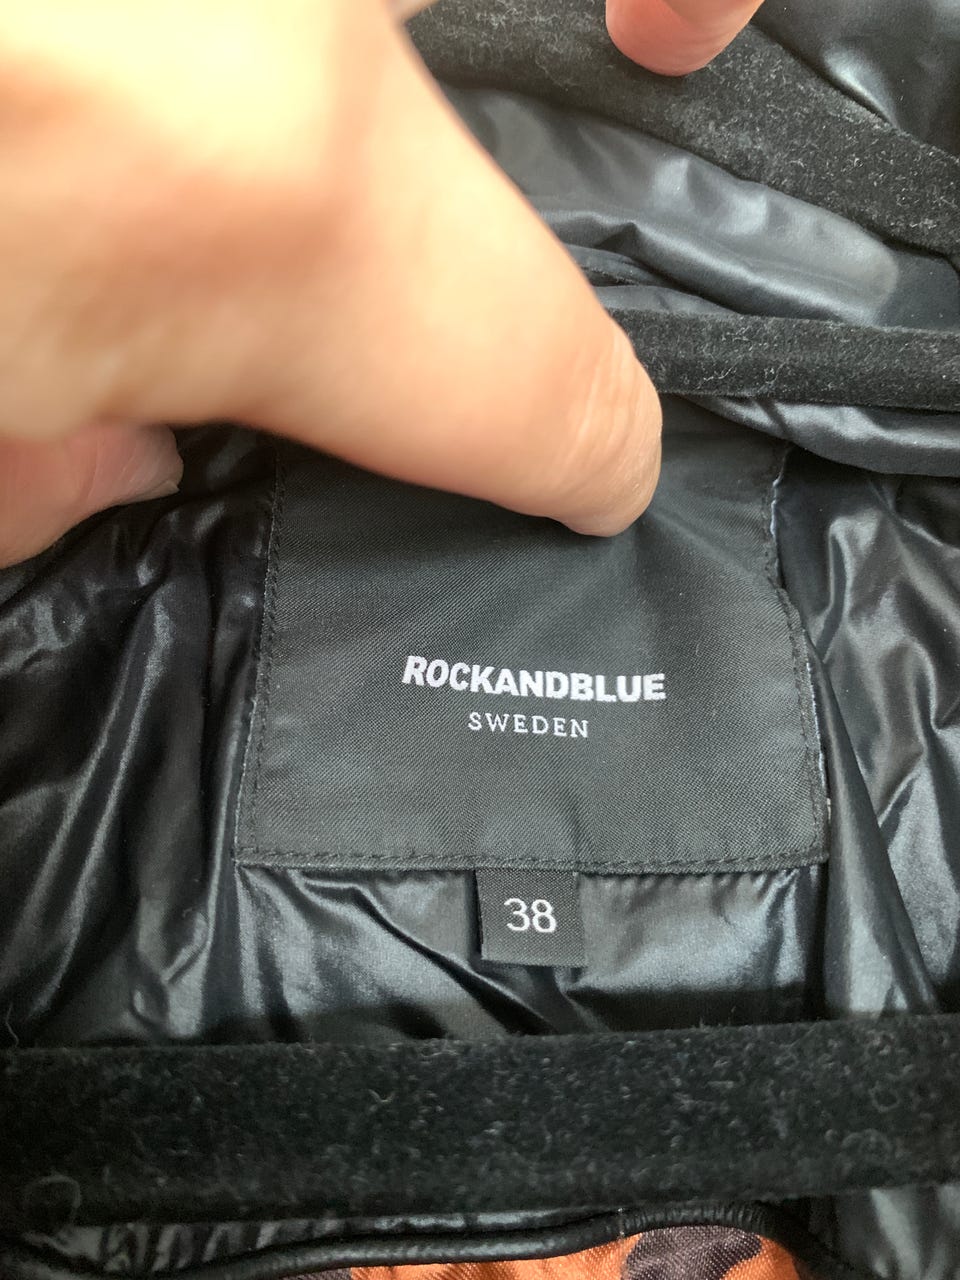 ROCKANDBLUE
SWEDEN
38